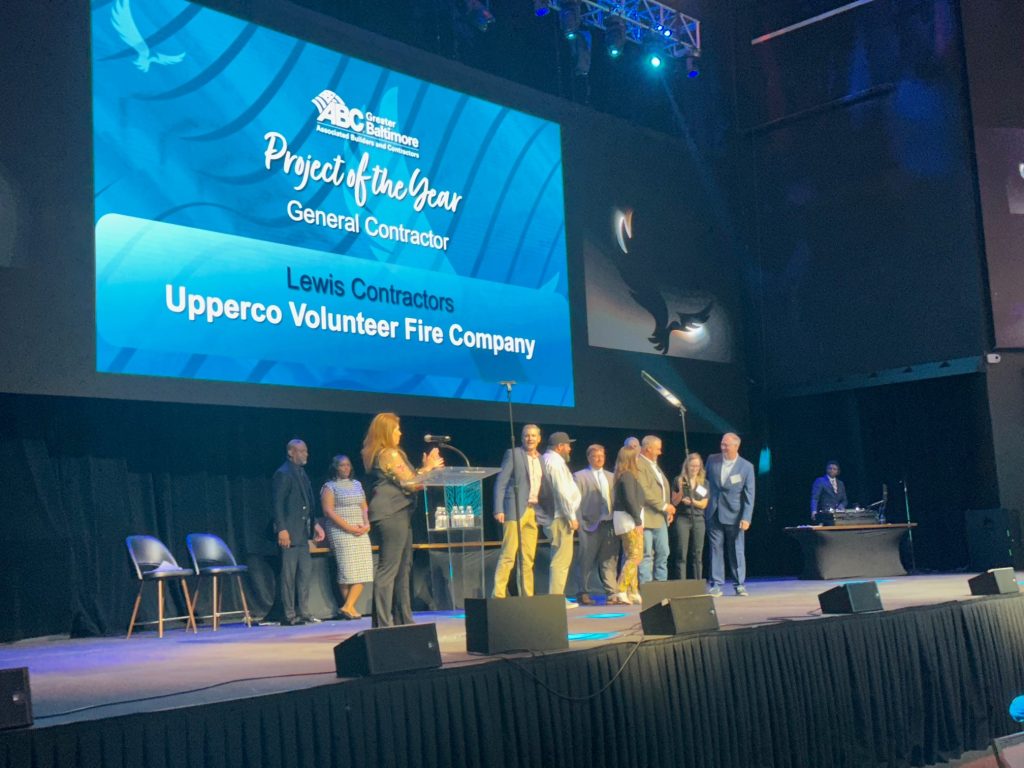 ABC Greater
Baltimore
Associated Builders and Contractors
Project of the Year
General Contractor
Lewis Contractors
Upperco Volunteer Fire Company